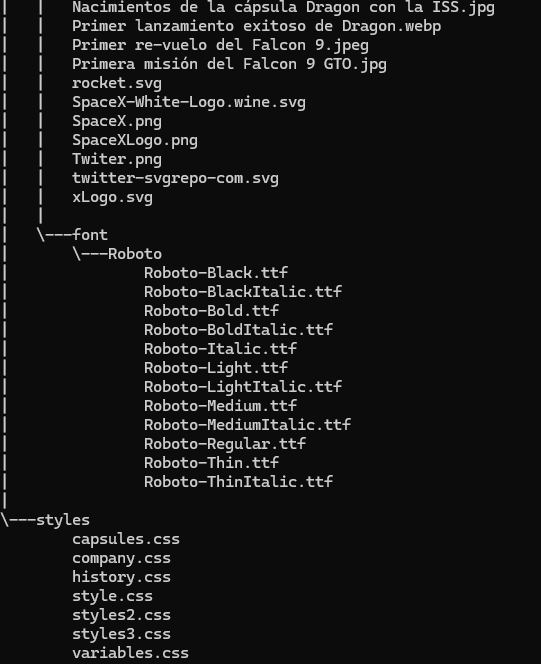 |   |   Nacimientos de la cápsula Dragon con la ISS.jpg
|   |   Primer lanzamiento exitoso de Dragon.webp
|   |   Primer re-vuelo del Falcon 9.jpeg
|   |   Primera misión del Falcon 9 GTO.jpg
|   |   rocket.svg
|   |   SpaceX-White-Logo.wine.svg
|   |   SpaceX.png
|   |   SpaceXLogo.png
|   |   Twiter.png
|   |   twitter-svgrepo-com.svg
|   |   xLogo.svg
|   |
|   \---font
|       \---Roboto
|               Roboto-Black.ttf
|               Roboto-BlackItalic.ttf
|               Roboto-Bold.ttf
|               Roboto-BoldItalic.ttf
|               Roboto-Italic.ttf
|               Roboto-Light.ttf
|               Roboto-LightItalic.ttf
|               Roboto-Medium.ttf
|               Roboto-MediumItalic.ttf
|               Roboto-Regular.ttf
|               Roboto-Thin.ttf
|               Roboto-ThinItalic.ttf
|
\---styles
        capsules.css
        company.css
        history.css
        style.css
        styles2.css
        styles3.css
        variables.css